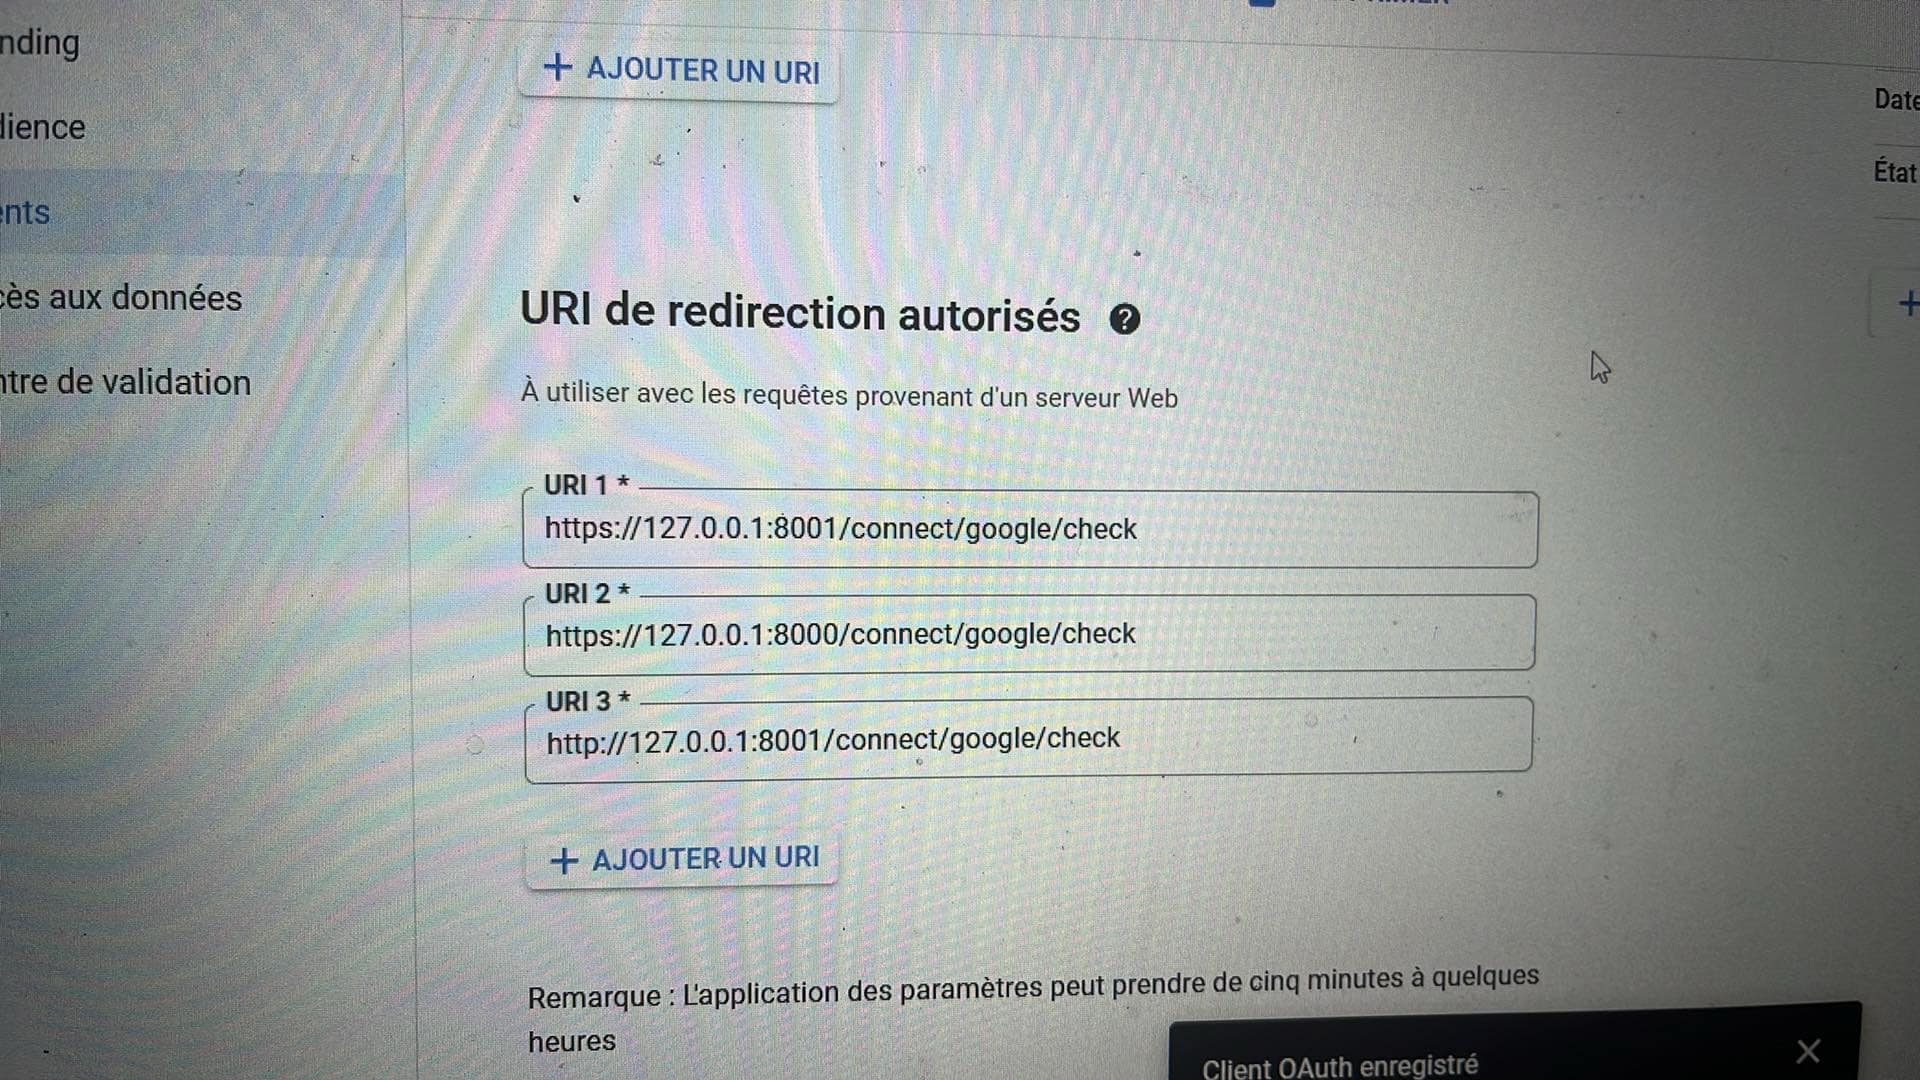 + AJOUTER UN URI
URI de redirection autorisés
À utiliser avec les requêtes provenant d'un serveur Web
URI 1 *
https://127.0.0.1:8001/connect/google/check
URI 2 *
https://127.0.0.1:8000/connect/google/check
URI 3 *
http://127.0.0.1:8001/connect/google/check
+ AJOUTER UN URI
Remarque : L'application des paramètres peut prendre de cinq minutes à quelques
heures
Client OAuth enregistré
nding
dience
ents
cès aux données
ntre de validation
Date
État